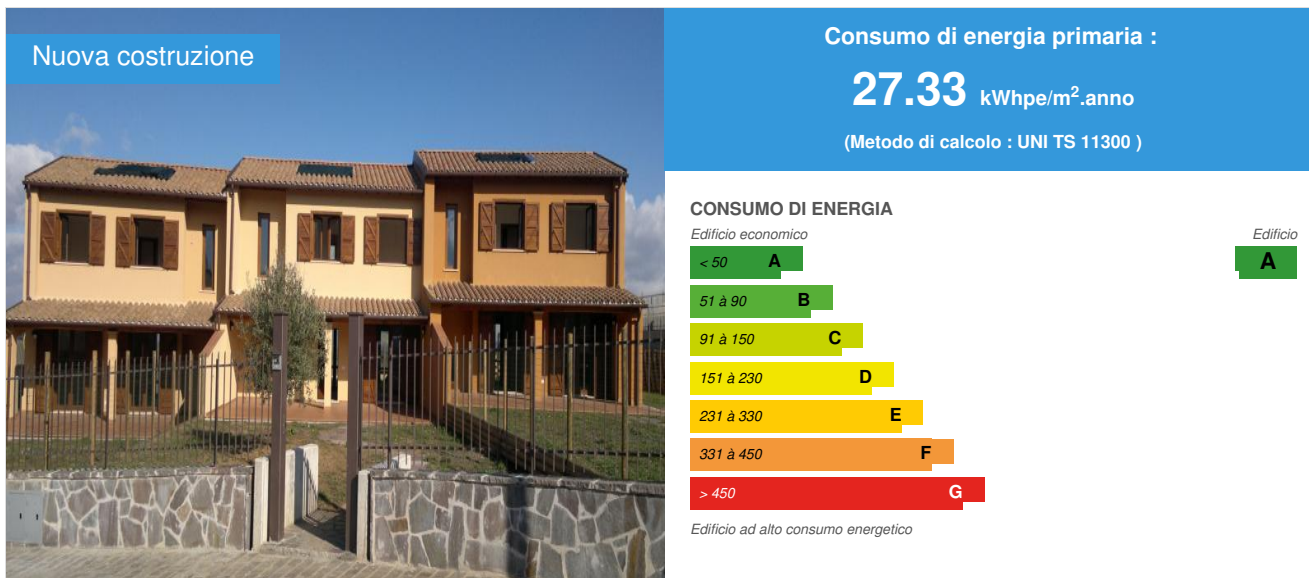 Nuova costruzione
Consumo di energia primaria :
27.33 kWhpe/m².anno
(Metodo di calcolo : UNI TS 11300 )
CONSUMO DI ENERGIA
Edificio economico
Edificio
< 50 A
A
51 à 90 B
91 à 150 C
151 à 230 D
231 à 330 E
331 à 450 F
> 450 G
Edificio ad alto consumo energetico